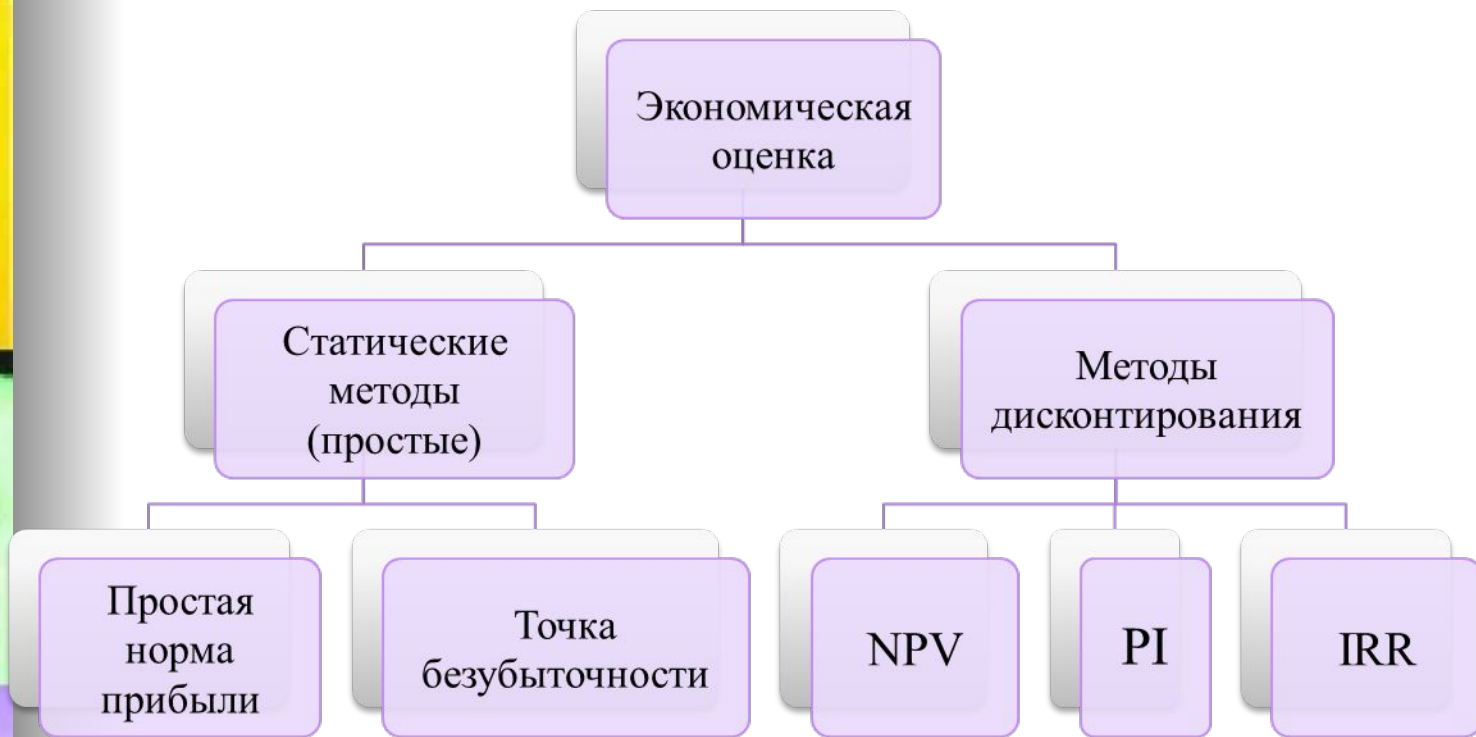 Экономическая
оценка
Статические
методы
(простые)
Методы
дисконтирования
Простая
норма
прибыли
Точка
безубыточности
NPV
PI
IRR